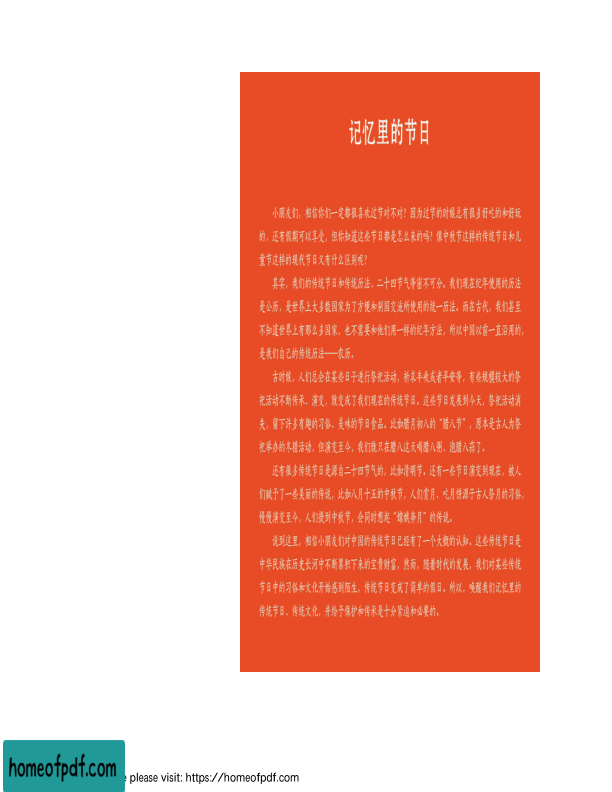 记忆里的节日
小朋友们，相信你们一定都很喜欢过节对不对？因为过节的时候总有很多好吃的和好玩
的，还有假期可以享受，但你知道这些节日都是怎么来的吗？像中秋节这样的传统节日和儿
童节这样的现代节日又有什么区别呢？
其实，我们的传统节日和传统历法、二十四节气等密不可分。我们现在纪年使用的历法
是公历，是世界上大多数国家为了方便和别国交流所使用的统一历法。而在古代，我们甚至
不知道世界上有那么多国家，也不需要和他们用一样的纪年方法，所以中国以前一直沿用的，
是我们自己的传统历法——农历。
古时候，人们总会在某些日子进行祭祀活动，祈求丰收或者平安等，有些规模较大的祭
祀活动不断传承、演变，就变成了我们现在的传统节日。这些节日发展到今天，祭祀活动消
失，留下许多有趣的习俗、美味的节日食品。比如腊月初八的“腊八节”，原本是古人为祭
祀举办的冬猎活动，但演变至今，我们就只在腊八这天喝腊八粥、泡腊八蒜了。
还有很多传统节日是源自二十四节气的，比如清明节。还有一些节日演变到现在，被人
们赋予了一些美丽的传说，比如八月十五的中秋节，人们赏月、吃月饼源于古人祭月的习俗，
慢慢演变至今，人们提到中秋节，会同时想起“嫦娥奔月”的传说。
说到这里，相信小朋友们对中国的传统节日已经有了一个大概的认知。这些传统节日是
中华民族在历史长河中不断累积下来的宝贵财富，然而，随着时代的发展，我们对某些传统
节日中的习俗和文化开始感到陌生，传统节日变成了简单的假日。所以，唤醒我们记忆里的
传统节日、传统文化，并给予保护和传承是十分紧迫和必要的。
homeofpdf.com
please visit: https://homeofpdf.com